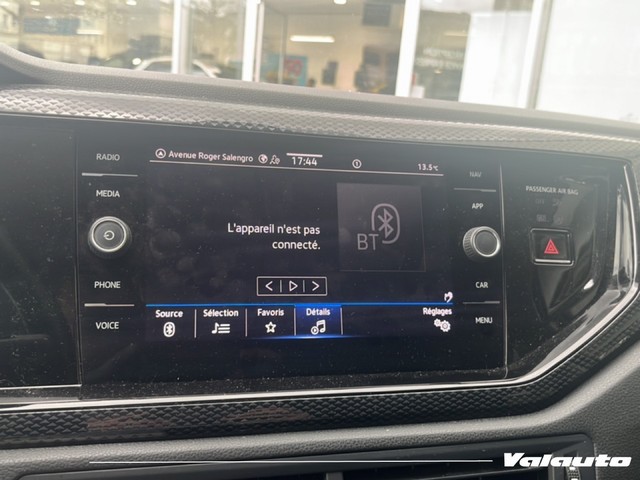 RADIO
MEDIA
PHONE
VOICE
Avenue Roger Salengro 17:44 13.5°C
L'appareil n'est pas
connecté.
BT
Source Sélection Favoris Détails Réglages
NAV
APP
CAR
MENU
PASSENGER AIR BAG
Valauto